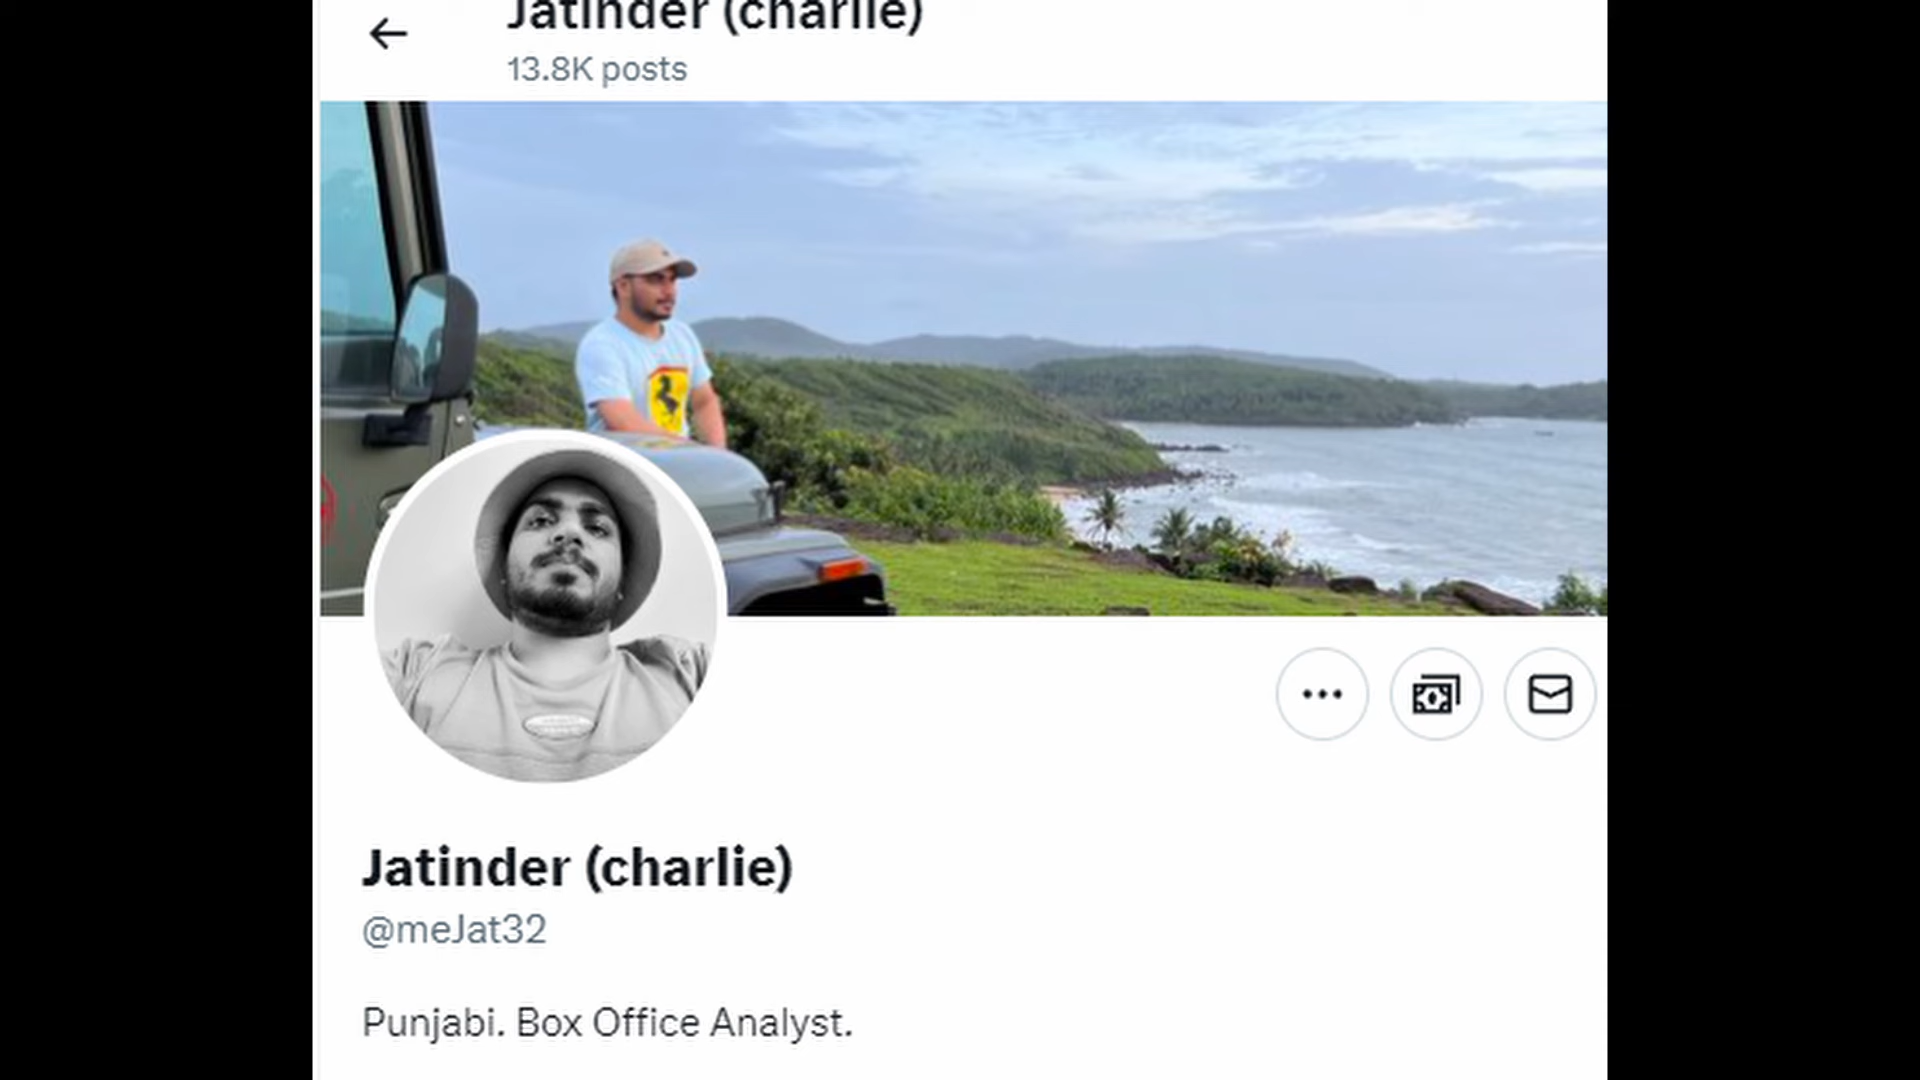 Jatinder (charlie)
13.8K posts
Jatinder (charlie)
@meJat32
Punjabi. Box Office Analyst.